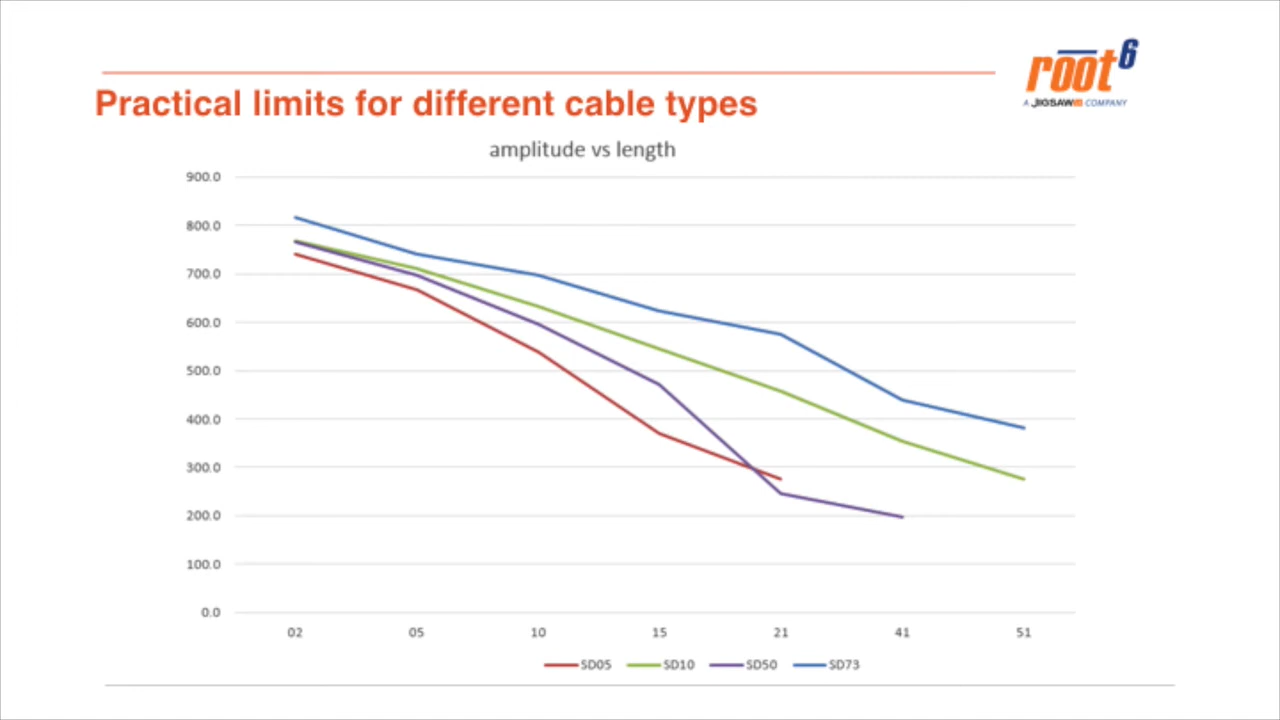 root6
A JIGSAW COMPANY
Practical limits for different cable types
amplitude vs length
900.0
800.0
700.0
600.0
500.0
400.0
300.0
200.0
100.0
0.0
02 05 10 15 21 41 51
SD05 SD10 SD50 SD73